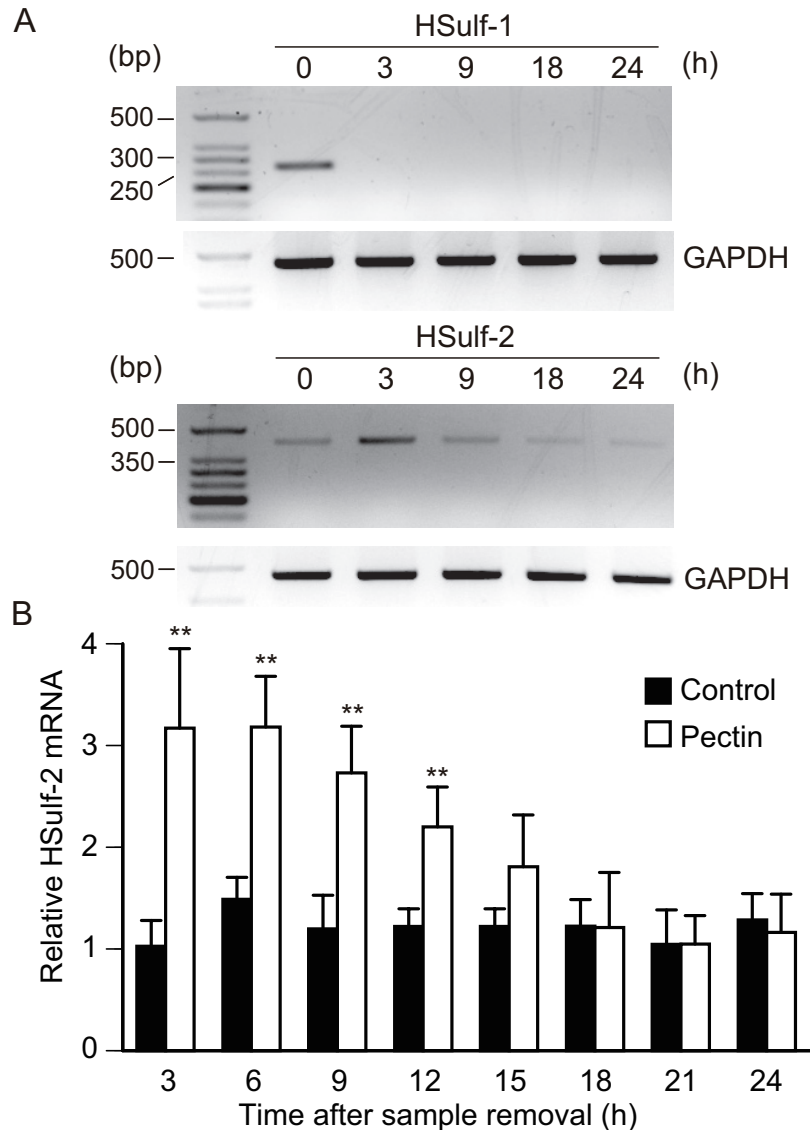 A
HSulf-1
(bp) 0 3 9 18 24 (h)
500
300
250
500 GAPDH
HSulf-2
(bp) 0 3 9 18 24 (h)
500
350
500 GAPDH
B
4
3
2
1
0
Relative HSulf-2 mRNA
** ** ** **
Control
Pectin
3 6 9 12 15 18 21 24
Time after sample removal (h)